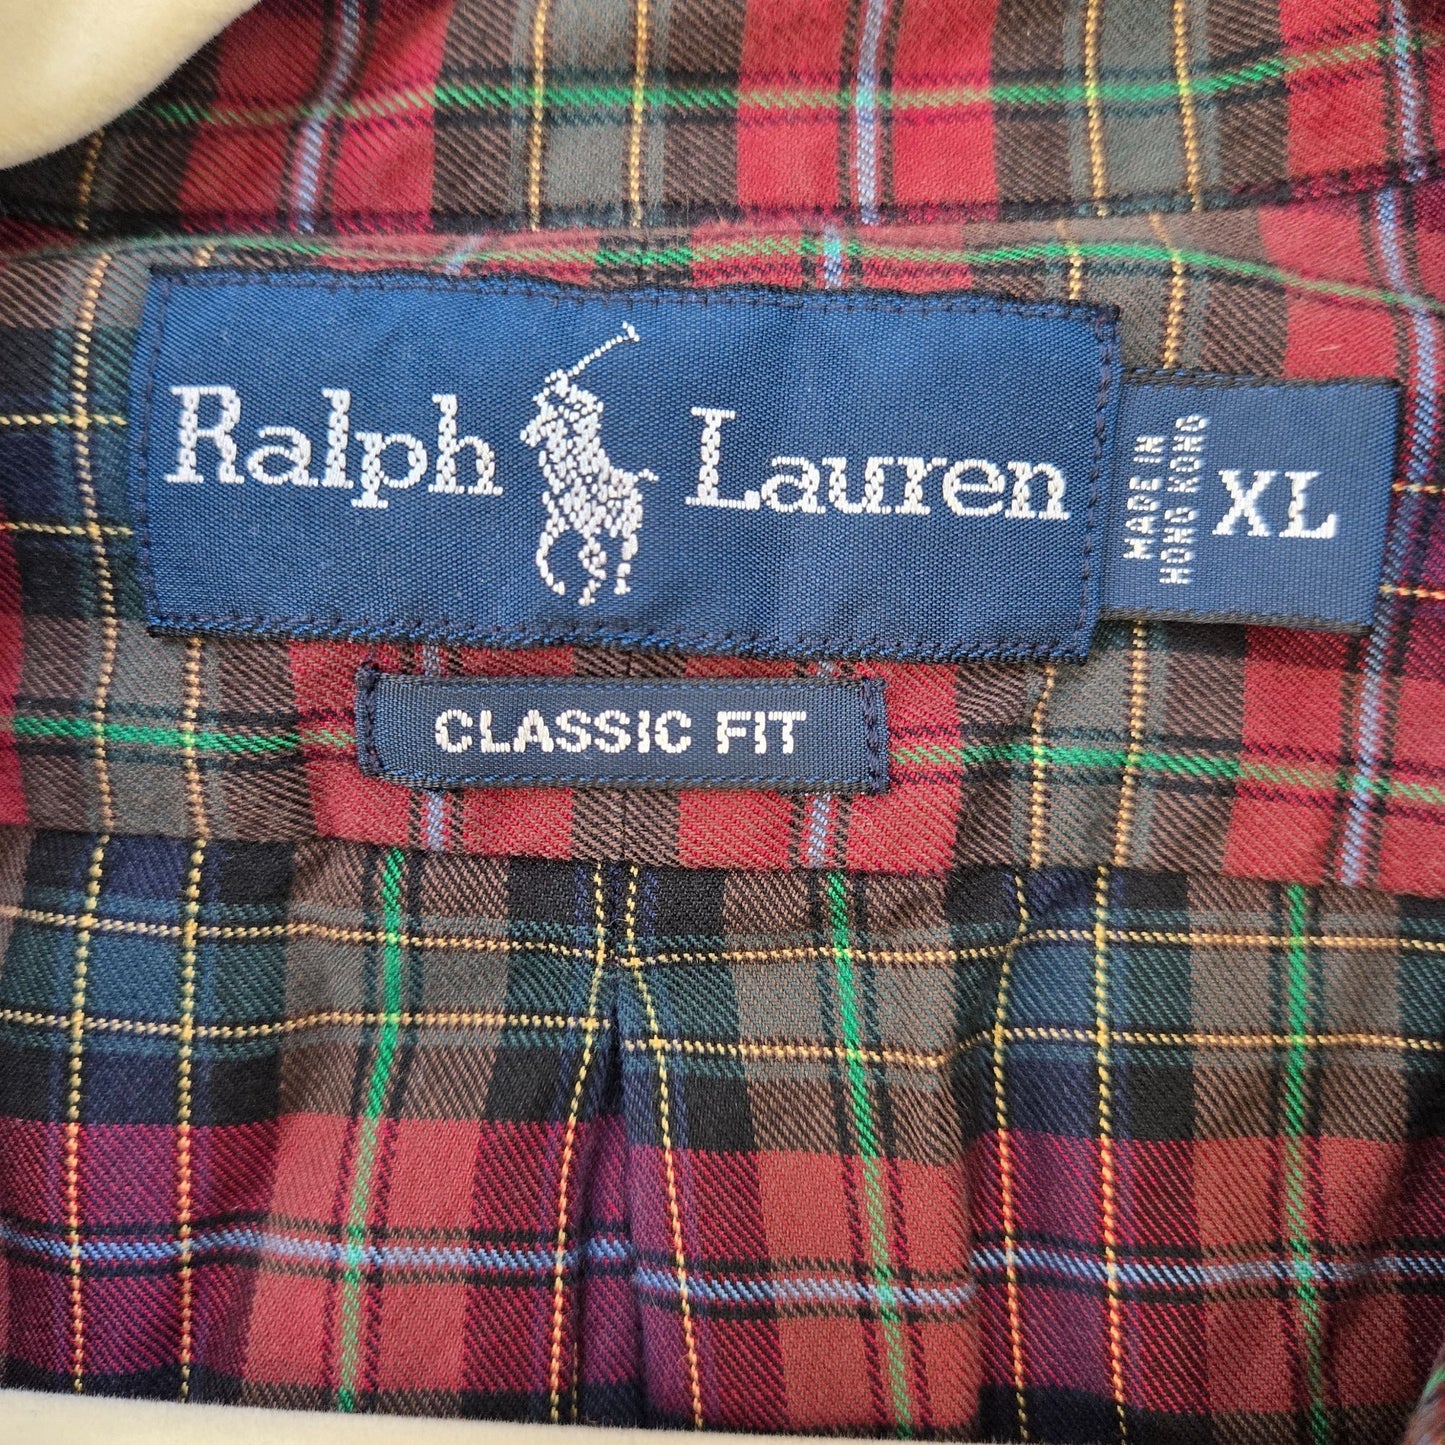 Ralph Lauren
MADE IN
HONG KONG
XL
CLASSIC FIT